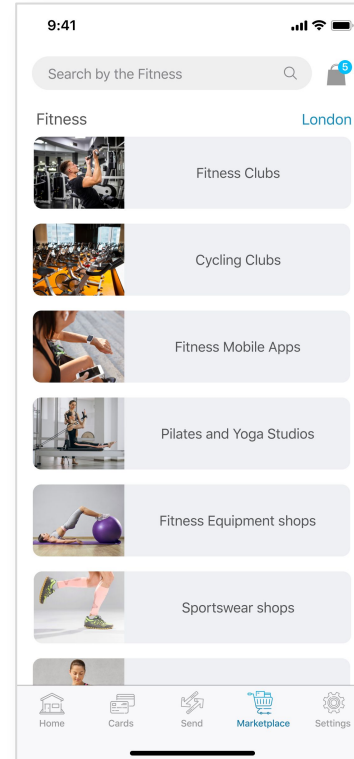 9:41
Search by the Fitness
5
Fitness
London
Fitness Clubs
Cycling Clubs
Fitness Mobile Apps
Pilates and Yoga Studios
Fitness Equipment shops
Sportswear shops
Home
Cards
Send
Marketplace
Settings